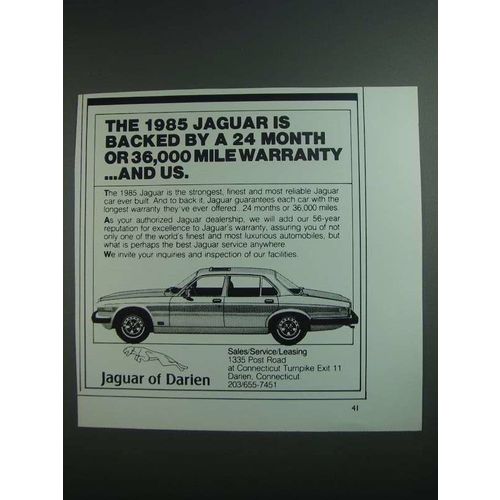 THE 1985 JAGUAR IS
BACKED BY A 24 MONTH
OR 36,000 MILE WARRANTY
...AND US.
The 1985 Jaguar is the strongest, finest and most reliable Jaguar
car ever built. And to back it, Jaguar guarantees each car with the
longest warranty they've ever offered. 24 months or 36,000 miles.
As your authorized Jaguar dealership, we will add our 56-year
reputation for excellence to Jaguar's warranty, assuring you of not
only one of the world's finest and most luxurious automobiles, but
what is perhaps the best Jaguar service anywhere.
We invite your inquiries and inspection of our facilities.
Jaguar of Darien
Sales/Service/Leasing
1335 Post Road
at Connecticut Turnpike Exit 11
Darien, Connecticut
203/655-7451
41